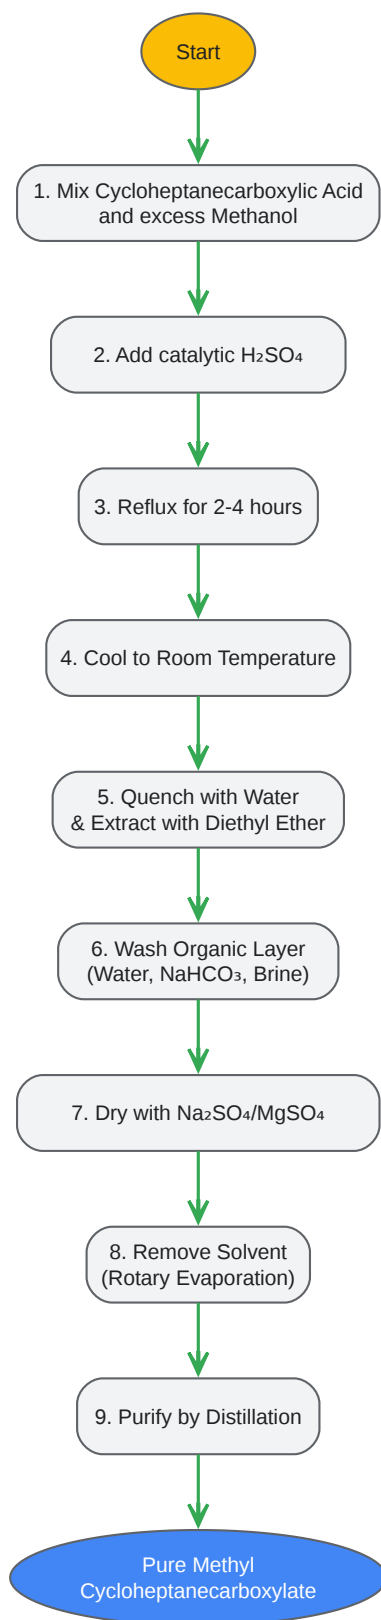 Start
1. Mix Cycloheptanecarboxylic Acid
and excess Methanol
2. Add catalytic H₂SO₄
3. Reflux for 2-4 hours
4. Cool to Room Temperature
5. Quench with Water
& Extract with Diethyl Ether
6. Wash Organic Layer
(Water, NaHCO₃, Brine)
7. Dry with Na₂SO₄/MgSO₄
8. Remove Solvent
(Rotary Evaporation)
9. Purify by Distillation
Pure Methyl
Cycloheptanecarboxylate